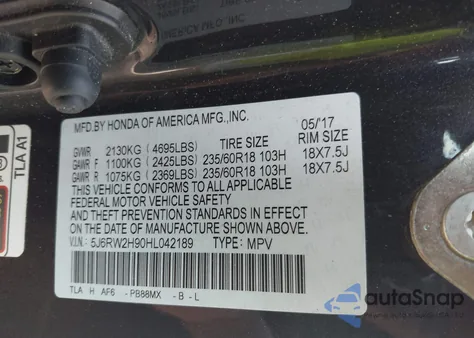 MFD.BY HONDA OF AMERICA MFG.,INC. 05/'17
GVWR 2130KG ( 4695LBS) TIRE SIZE RIM SIZE
GAWR F 1100KG ( 2425LBS) 235/60R18 103H 18X7.5J
GAWR R 1075KG ( 2369LBS) 235/60R18 103H 18X7.5J
THIS VEHICLE CONFORMS TO ALL APPLICABLE
FEDERAL MOTOR VEHICLE SAFETY, BUMPER,
AND THEFT PREVENTION STANDARDS IN EFFECT
ON THE DATE OF MANUFACTURE SHOWN ABOVE.
V.I.N.: 5J6RW2H90HL042189 TYPE: MPV
TLA H AF6 - PB88MX - B - L
TLA A1
autoSnap